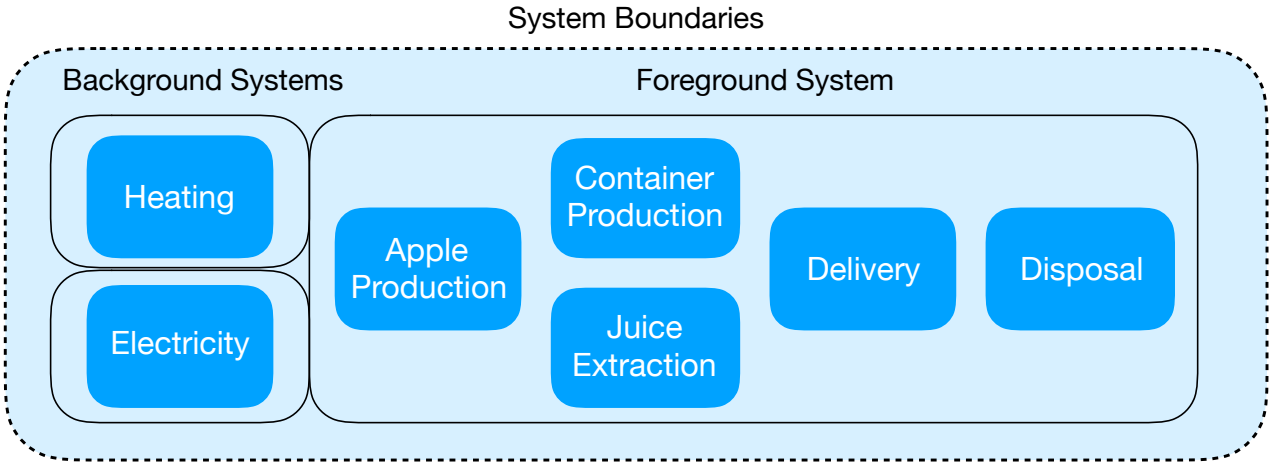 System Boundaries
Background Systems
Foreground System
Heating
Electricity
Apple
Production
Container
Production
Juice
Extraction
Delivery
Disposal